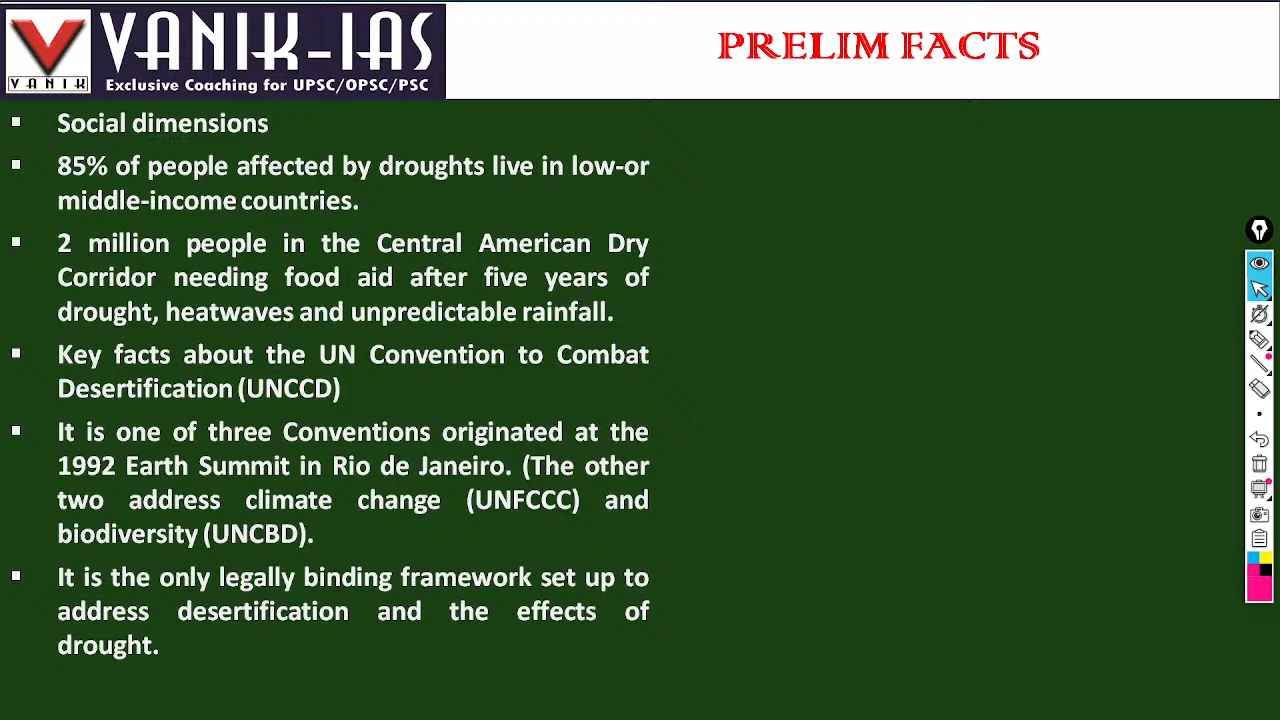 VANIK-IAS
VANIK
Exclusive Coaching for UPSC/OPSC/PSC
PRELIM FACTS
▪ Social dimensions
▪ 85% of people affected by droughts live in low-or
middle-income countries.
▪ 2 million people in the Central American Dry
Corridor needing food aid after five years of
drought, heatwaves and unpredictable rainfall.
▪ Key facts about the UN Convention to Combat
Desertification (UNCCD)
▪ It is one of three Conventions originated at the
1992 Earth Summit in Rio de Janeiro. (The other
two address climate change (UNFCCC) and
biodiversity (UNCBD).
▪ It is the only legally binding framework set up to
address desertification and the effects of
drought.